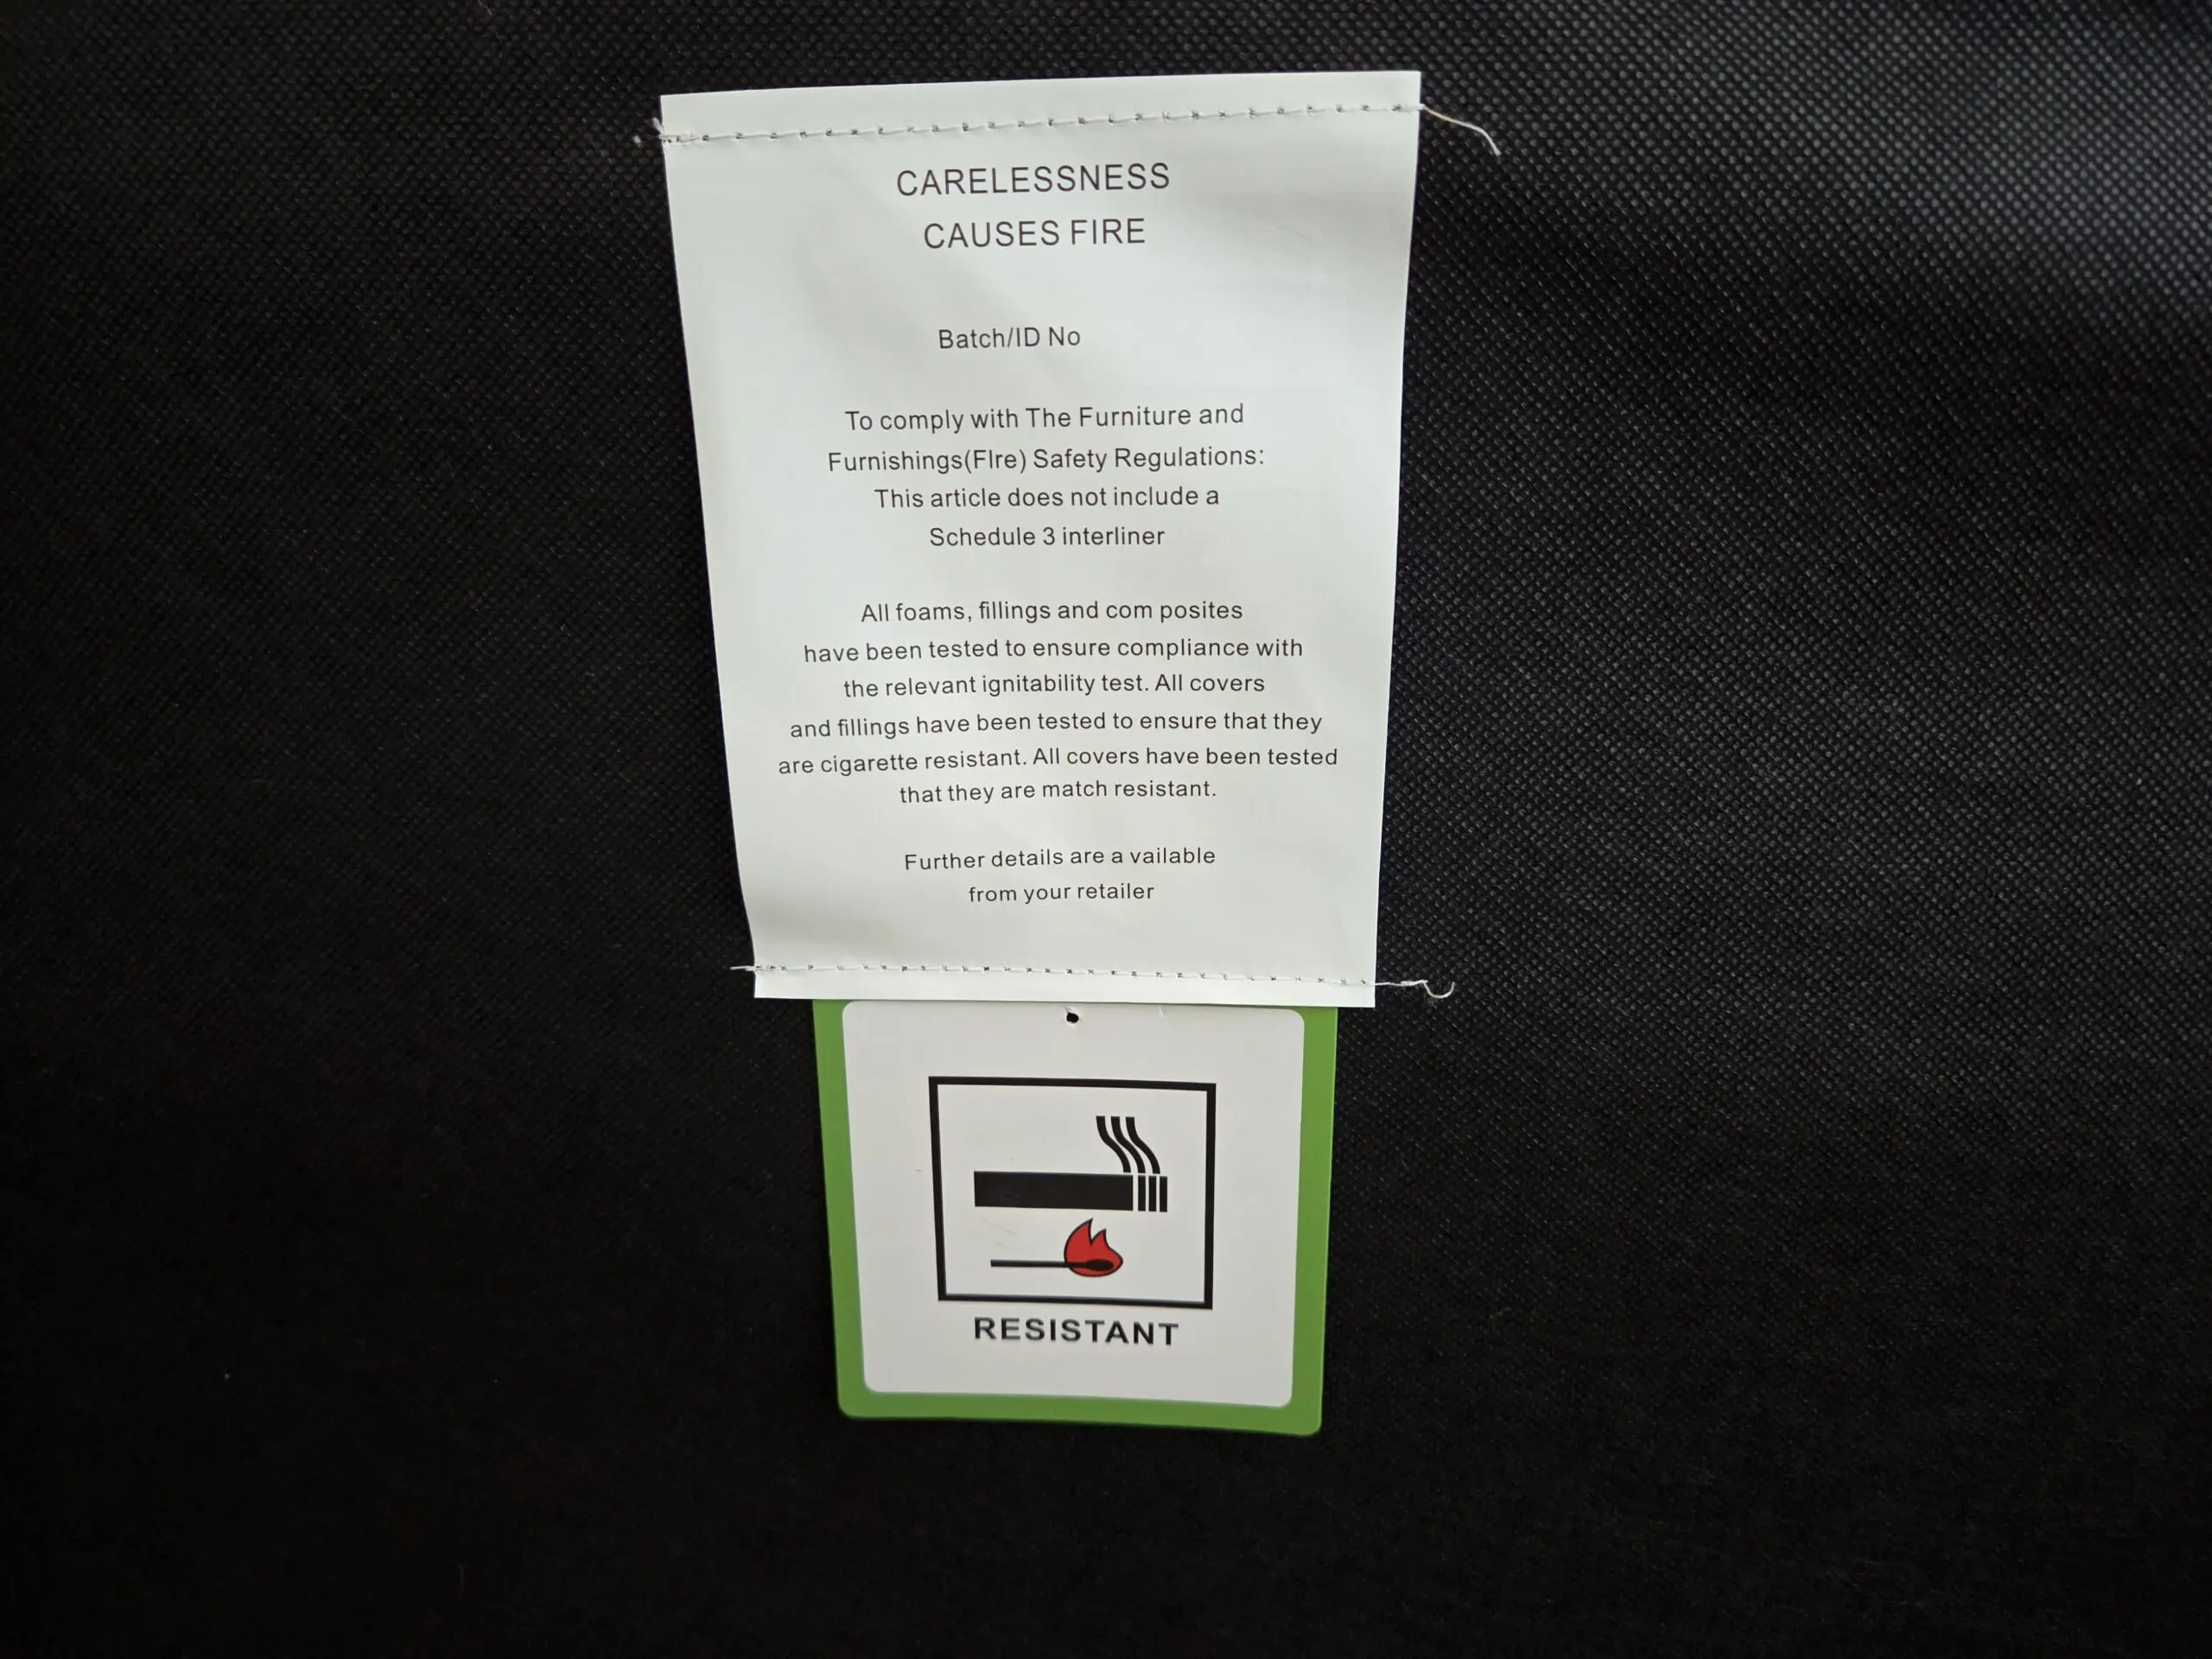 CARELESSNESS
CAUSES FIRE
Batch/ID No
To comply with The Furniture and
Furnishings(FIre) Safety Regulations:
This article does not include a
Schedule 3 interliner
All foams, fillings and com posites
have been tested to ensure compliance with
the relevant ignitability test. All covers
and fillings have been tested to ensure that they
are cigarette resistant. All covers have been tested
that they are match resistant.
Further details are a vailable
from your retailer
RESISTANT